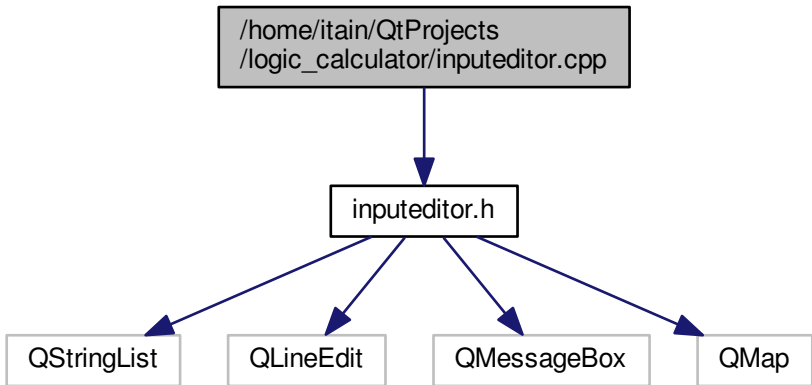 /home/itain/QtProjects
/logic_calculator/inputeditor.cpp
inputeditor.h
QStringList
QLineEdit
QMessageBox
QMap